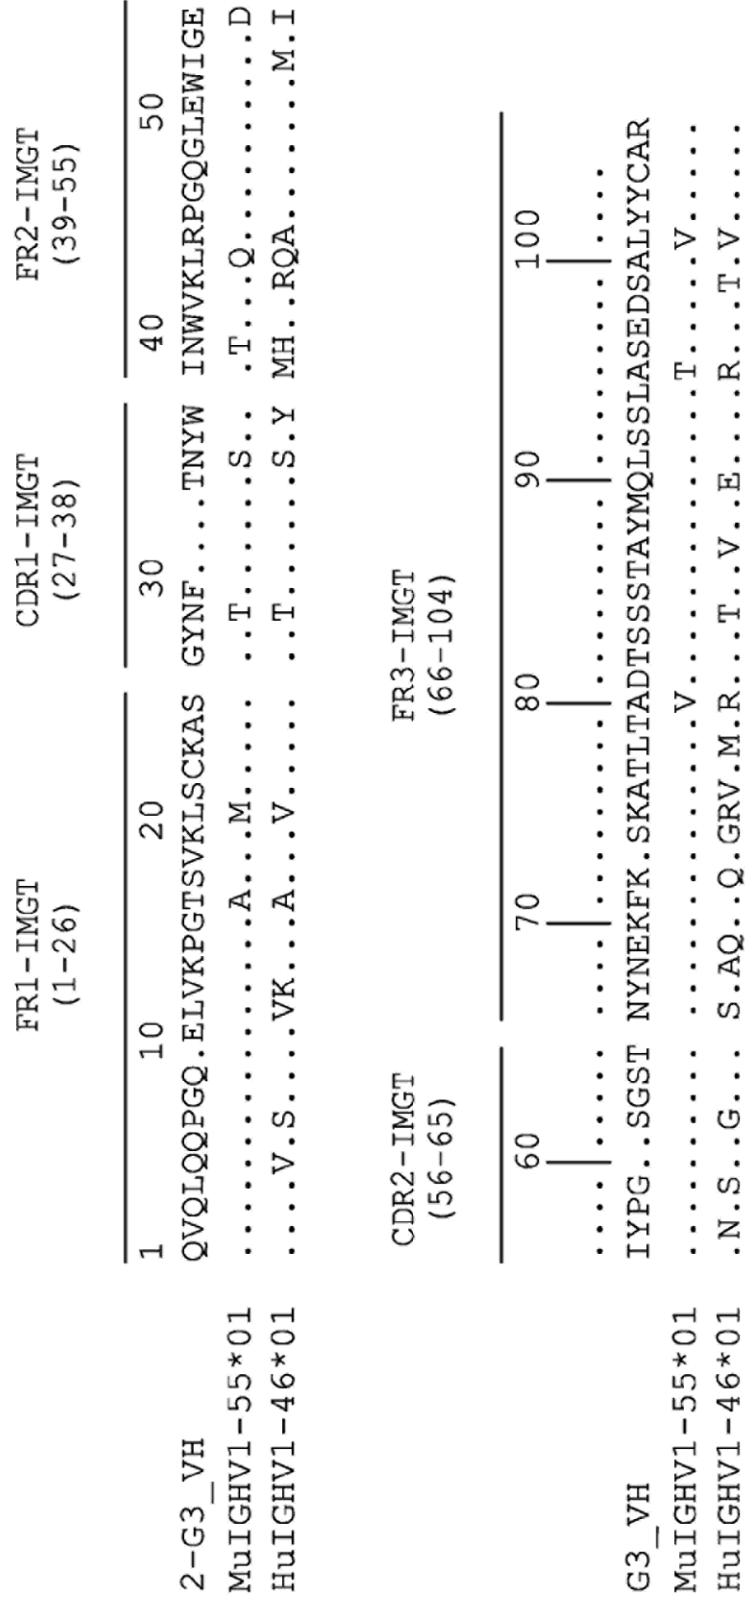 FR1-IMGT CDR1-IMGT FR2-IMGT
(1-26) (27-38) (39-55)
1 10 20 30 40 50
2-G3_VH QVQLQQPGQ.ELVKPGTSVKLSCKAS GYNF....TNYW INWVKLRPGQGLEWIGE
MuIGHV1-55*01 ................A...M..... ..T......S.. .T...Q..........D
HuIGHV1-46*01 ....V.S....VK...A...V..... ..T......S.Y MH..RQA.......M.I
CDR2-IMGT FR3-IMGT
(56-65) (66-104)
60 70 80 90 100
G3_VH IYPG..SGST NYNEKFK.SKATLTADTSSSTAYMQLSSLASEDSALYYCAR
MuIGHV1-55*01 .......... ..............V..............T.....V.....
HuIGHV1-46*01 .N.S..G... S.AQ..Q.GRV.M.R...T..V..E....R...T.V.....